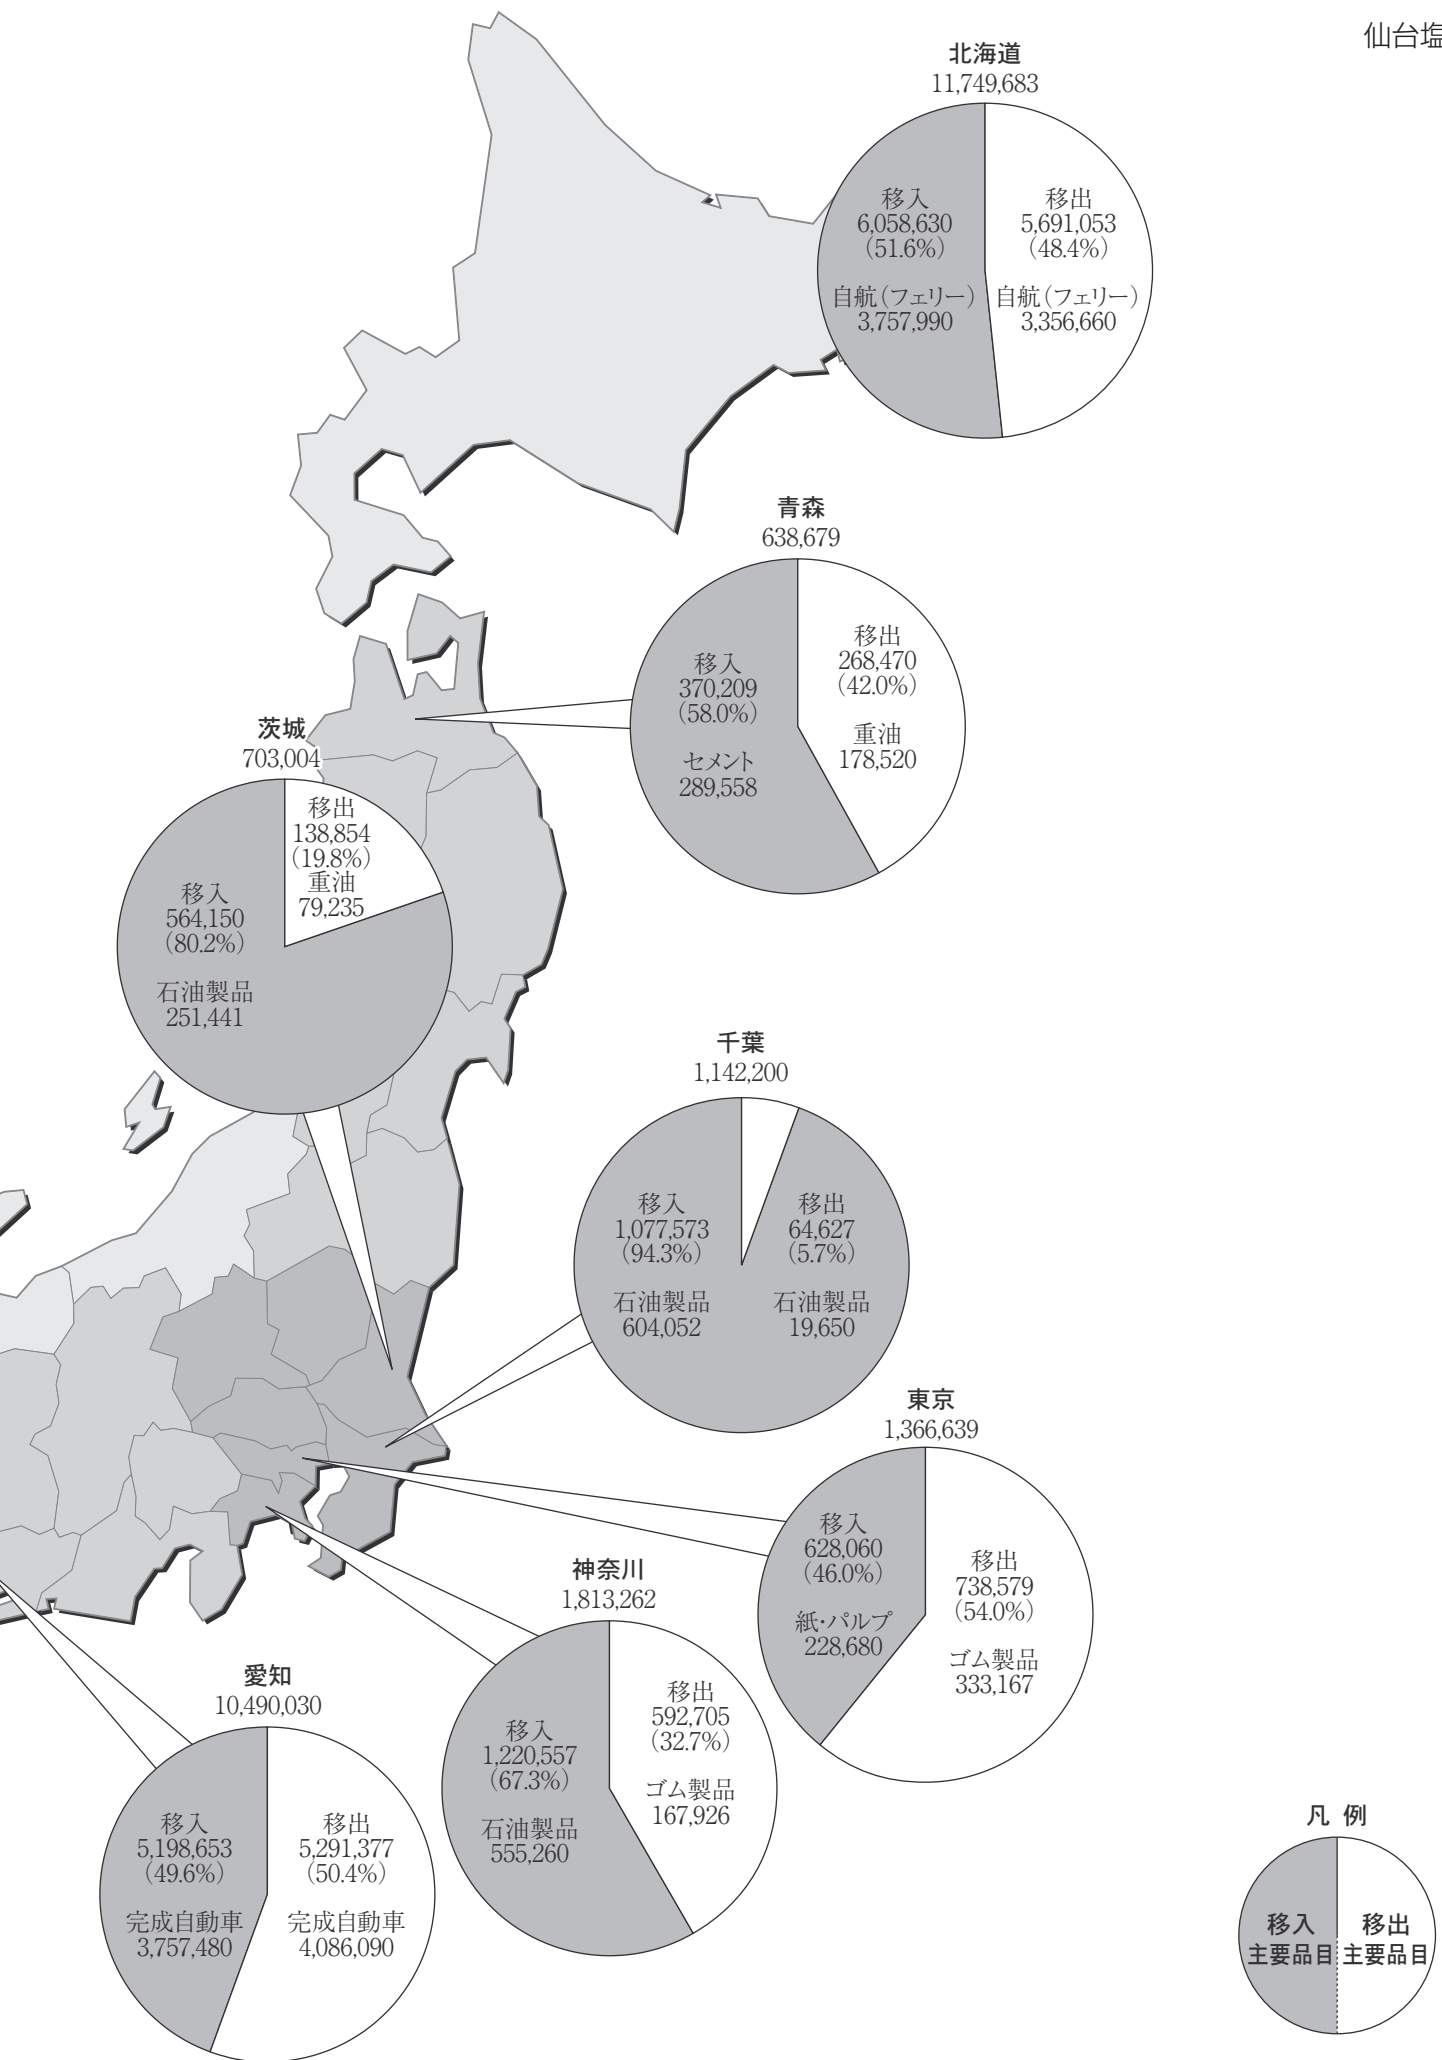 仙台塩
北海道
11,749,683
移入
6,058,630
(51.6%)
自航(フェリー)
3,757,990
移出
5,691,053
(48.4%)
自航(フェリー)
3,356,660
青森
638,679
移入
370,209
(58.0%)
セメント
289,558
移出
268,470
(42.0%)
重油
178,520
茨城
703,004
移出
138,854
(19.8%)
重油
79,235
移入
564,150
(80.2%)
石油製品
251,441
千葉
1,142,200
移入
1,077,573
(94.3%)
石油製品
604,052
移出
64,627
(5.7%)
石油製品
19,650
東京
1,366,639
移入
628,060
(46.0%)
紙・パルプ
228,680
移出
738,579
(54.0%)
ゴム製品
333,167
神奈川
1,813,262
移入
1,220,557
(67.3%)
石油製品
555,260
移出
592,705
(32.7%)
ゴム製品
167,926
愛知
10,490,030
移入
5,198,653
(49.6%)
完成自動車
3,757,480
移出
5,291,377
(50.4%)
完成自動車
4,086,090
凡 例
移入
主要品目
移出
主要品目